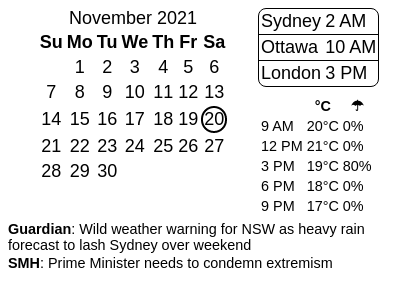 November 2021
Su Mo Tu We Th Fr Sa
1 2 3 4 5 6
7 8 9 10 11 12 13
14 15 16 17 18 19 20
21 22 23 24 25 26 27
28 29 30
Sydney 2 AM
Ottawa 10 AM
London 3 PM
°C ☂
9 AM 20°C 0%
12 PM 21°C 0%
3 PM 19°C 80%
6 PM 18°C 0%
9 PM 17°C 0%
Guardian: Wild weather warning for NSW as heavy rain
forecast to lash Sydney over weekend
SMH: Prime Minister needs to condemn extremism